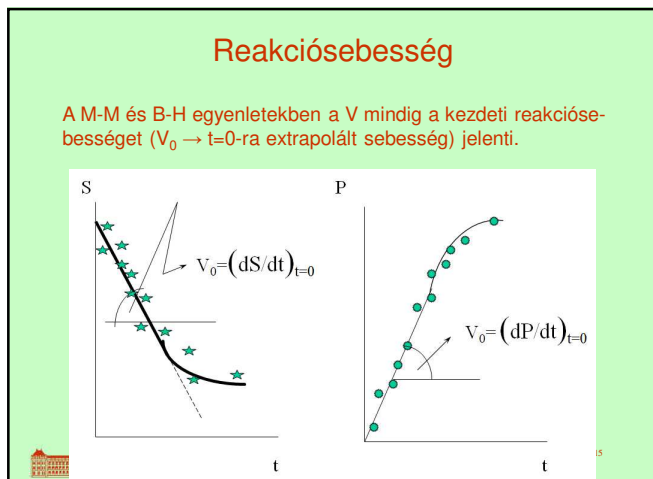 Reakciósebesség
A M-M és B-H egyenletekben a V mindig a kezdeti reakcióse-
bességet (V₀ → t=0-ra extrapolált sebesség) jelenti.
S
V₀=(dS/dt)ₜ₌₀
t
P
V₀=(dP/dt)ₜ₌₀
t
15